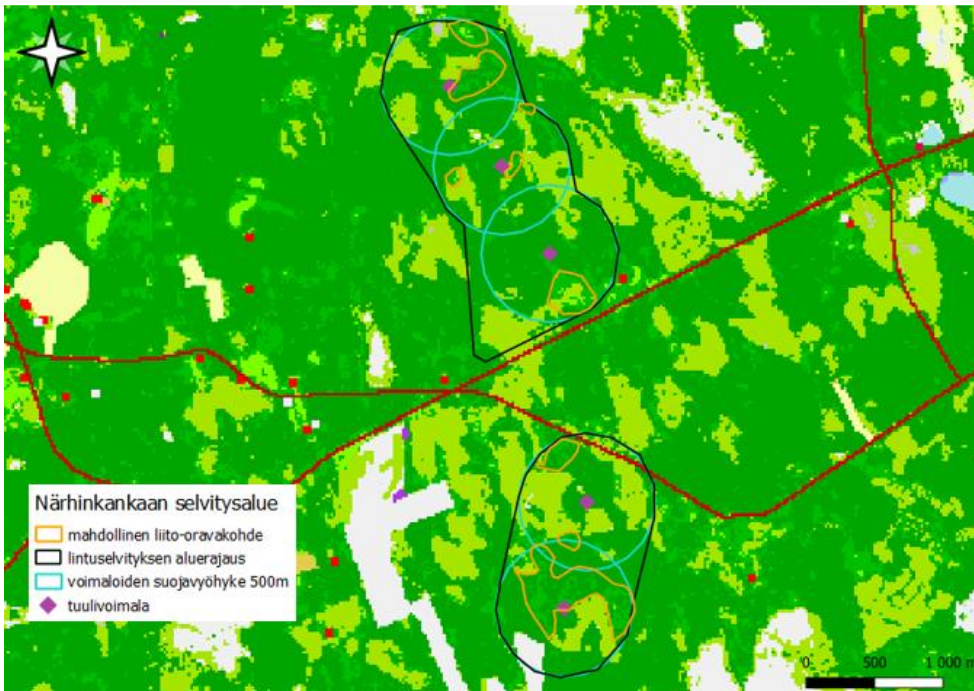 Närhinkankaan selvitysalue
mahdollinen liito-oravakohde
lintuselvityksen aluerajaus
voimaloiden suojavyöhyke 500m
tuulivoimala
0 500 1 000 m